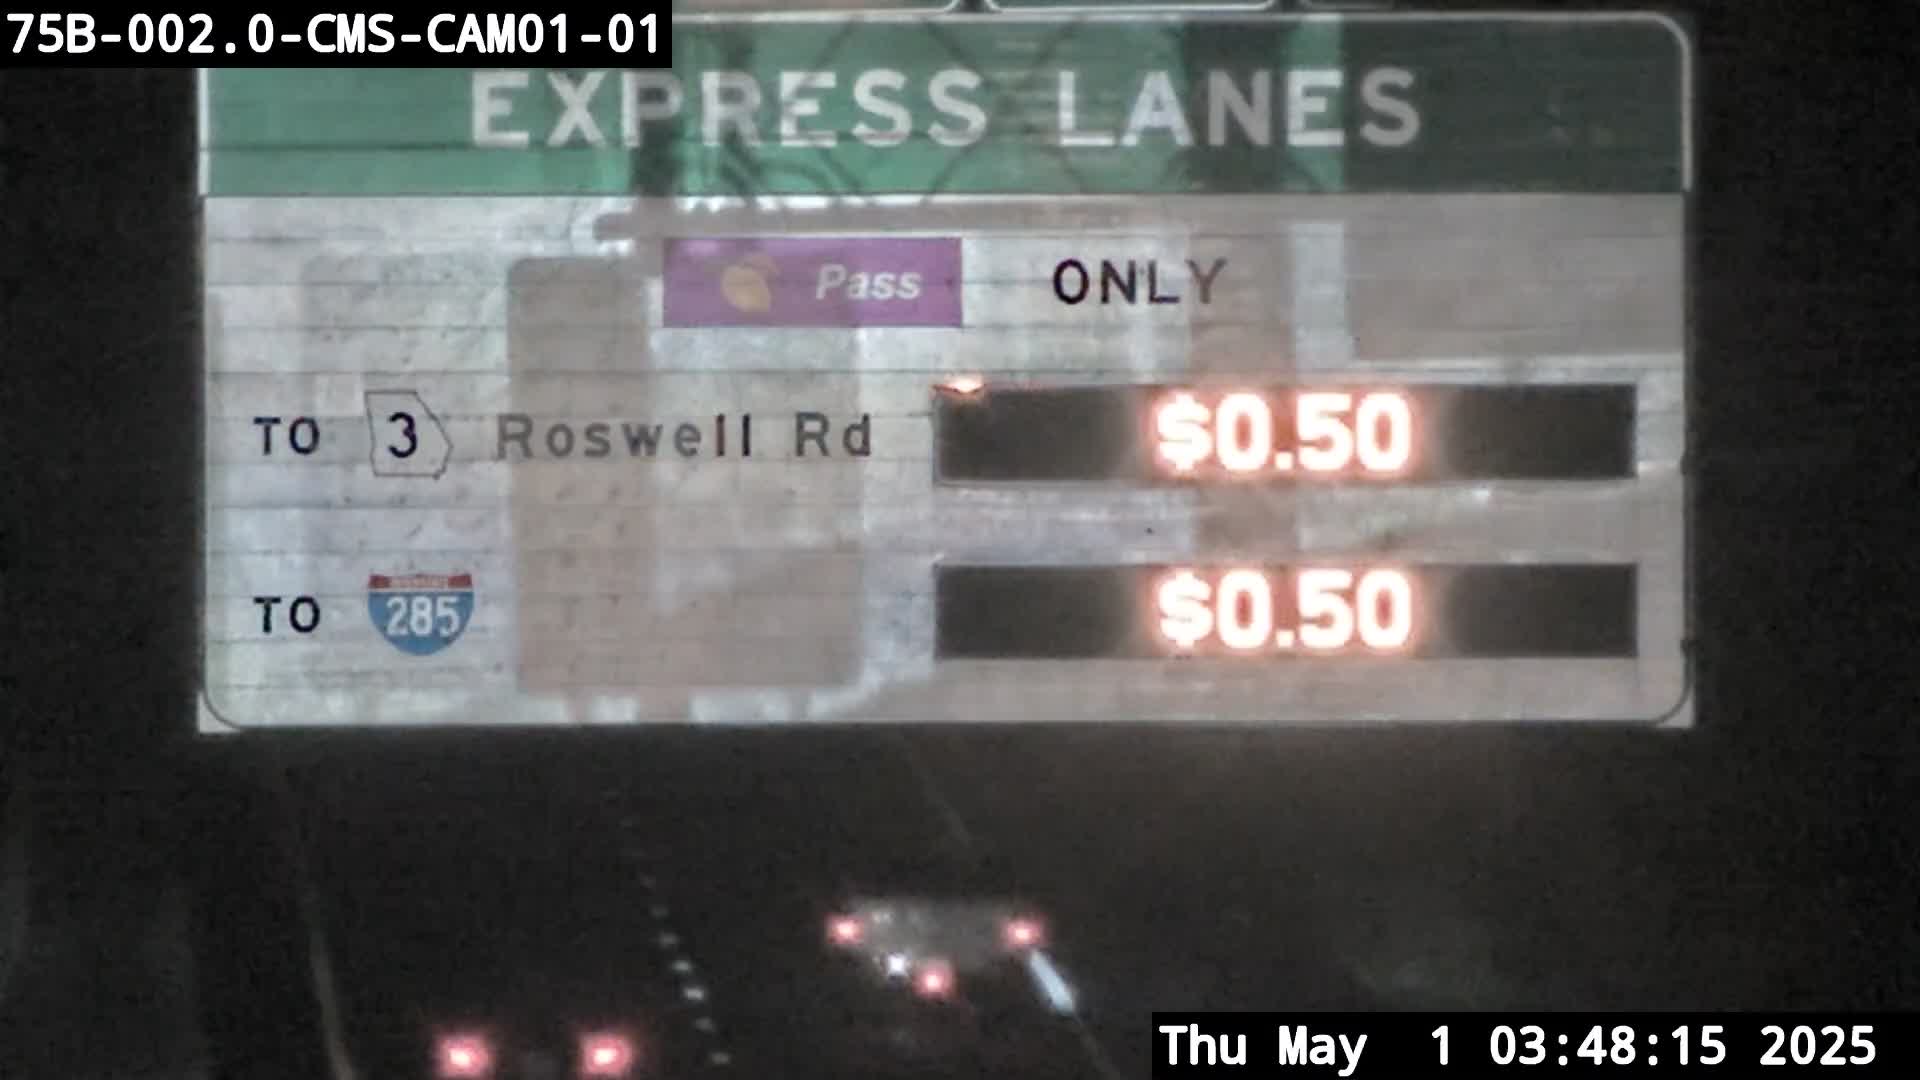 75B-002.0-CMS-CAM01-01
EXPRESS LANES
Pass ONLY
TO 3 Roswell Rd $0.50
TO 285 $0.50
Thu May 1 03:48:15 2025